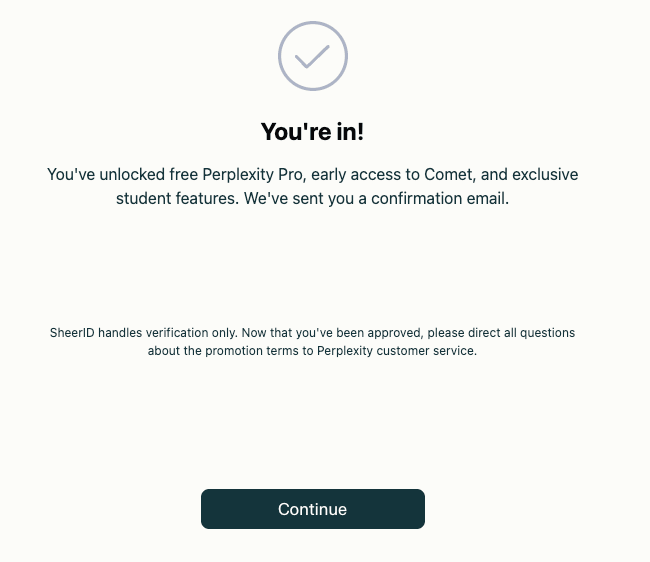 You're in!
You've unlocked free Perplexity Pro, early access to Comet, and exclusive
student features. We've sent you a confirmation email.
SheerID handles verification only. Now that you've been approved, please direct all questions
about the promotion terms to Perplexity customer service.
Continue